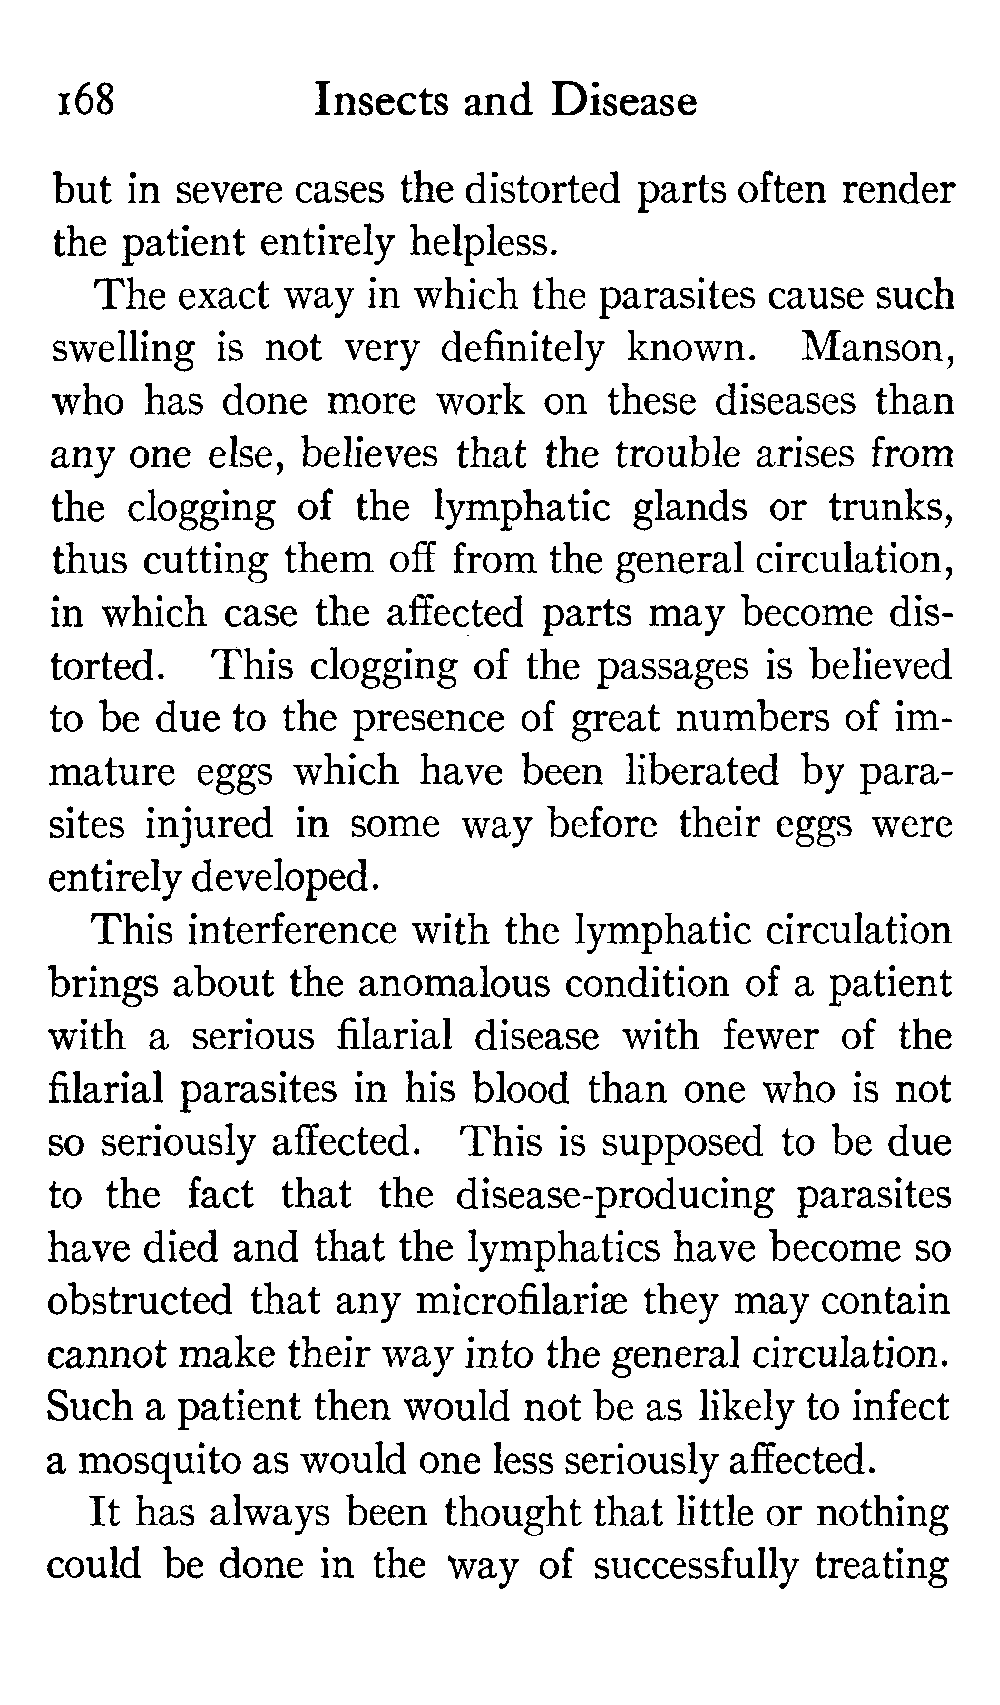 168 Insects and Disease
but in severe cases the distorted parts often render
the patient entirely helpless.
The exact way in which the parasites cause such
swelling is not very definitely known. Manson,
who has done more work on these diseases than
any one else, believes that the trouble arises from
the clogging of the lymphatic glands or trunks,
thus cutting them off from the general circulation,
in which case the affected parts may become dis-
torted. This clogging of the passages is believed
to be due to the presence of great numbers of im-
mature eggs which have been liberated by para-
sites injured in some way before their eggs were
entirely developed.
This interference with the lymphatic circulation
brings about the anomalous condition of a patient
with a serious filarial disease with fewer of the
filarial parasites in his blood than one who is not
so seriously affected. This is supposed to be due
to the fact that the disease-producing parasites
have died and that the lymphatics have become so
obstructed that any microfilariæ they may contain
cannot make their way into the general circulation.
Such a patient then would not be as likely to infect
a mosquito as would one less seriously affected.
It has always been thought that little or nothing
could be done in the way of successfully treating